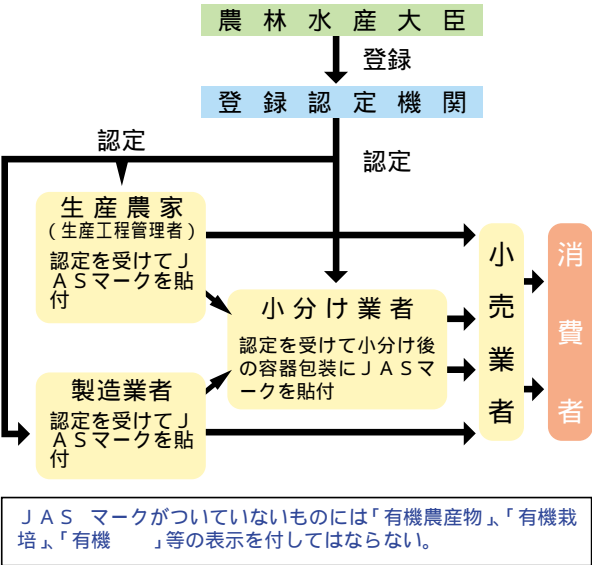 農林水産大臣
登録
登録認定機関
認定
認定
生産農家
(生産工程管理者)
認定を受けてJ
ASマークを貼
付
小分け業者
認定を受けて小分け後
の容器包装にJASマ
ークを貼付
製造業者
認定を受けてJ
ASマークを貼
付
小売業者
消費者
JAS マークがついていないものには「有機農産物」、「有機栽
培」、「有機　　」等の表示を付してはならない。